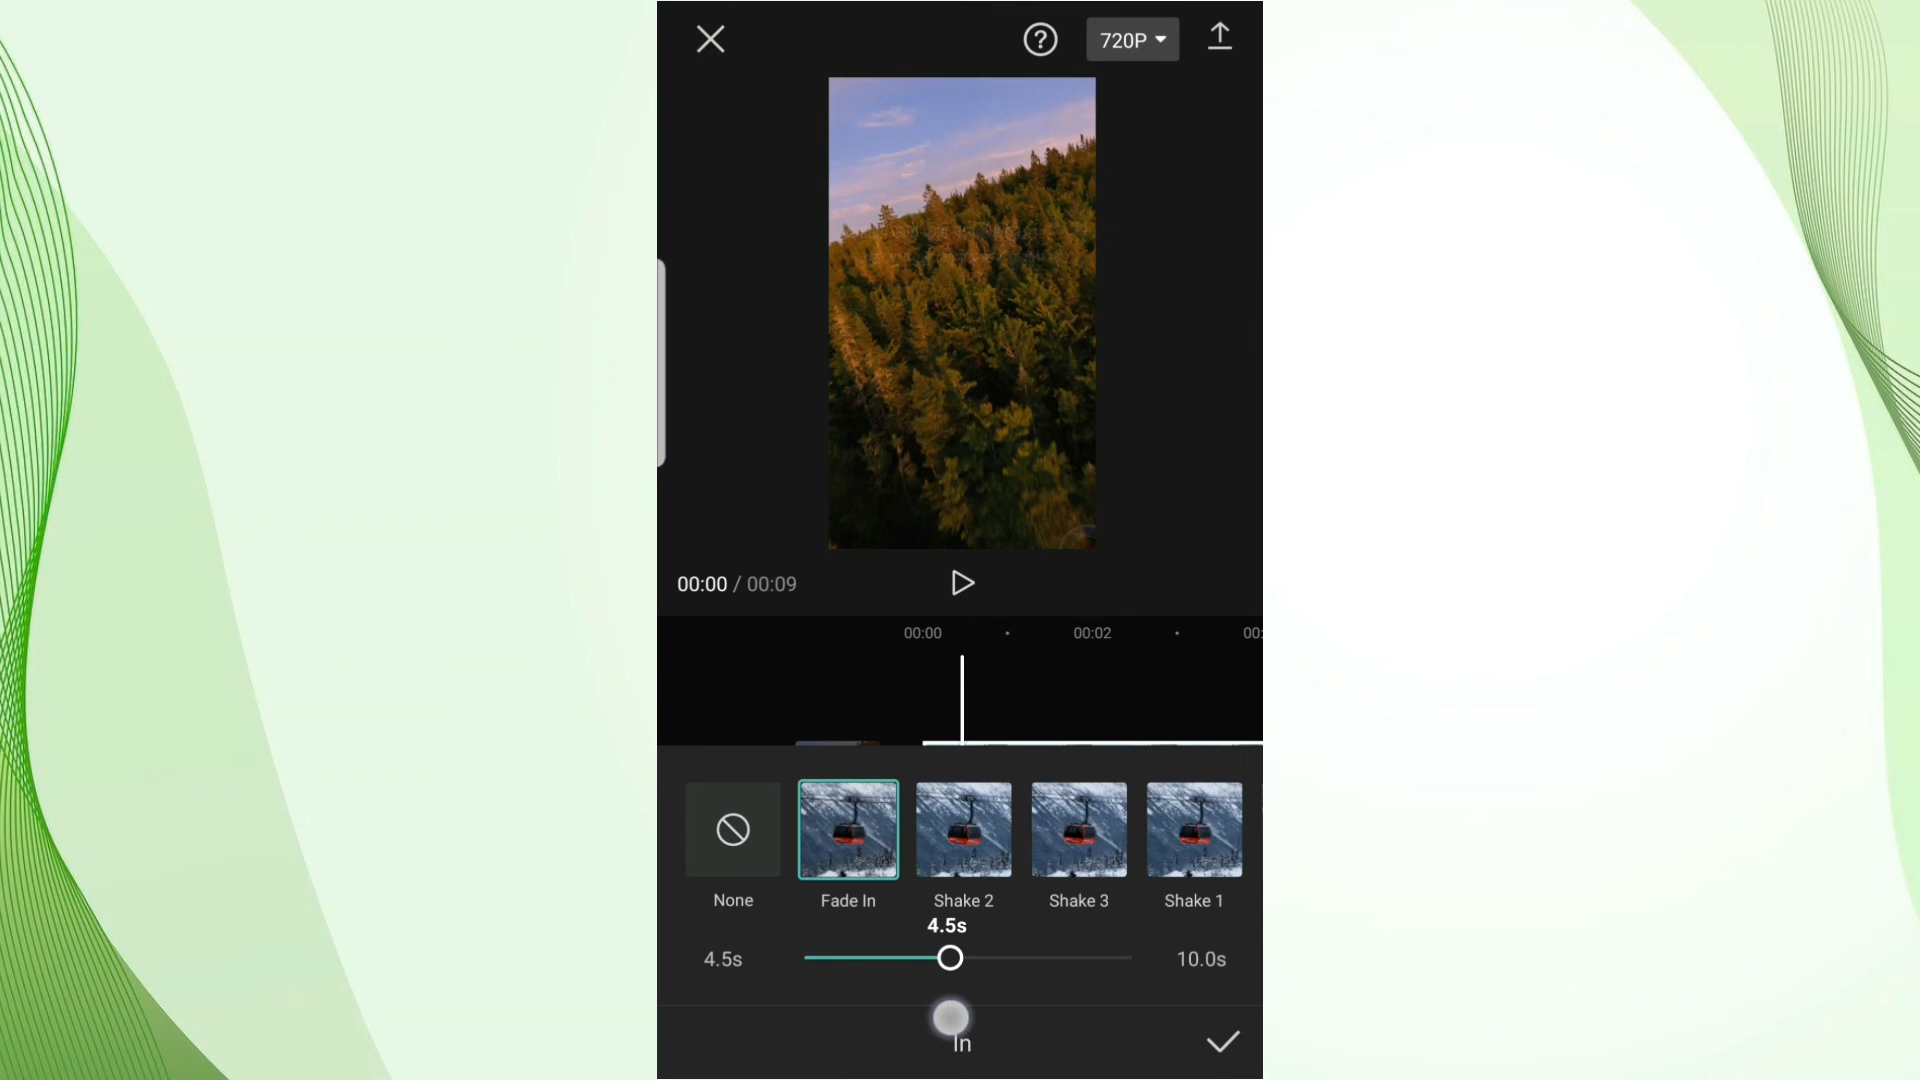 720P
00:00 / 00:09
00:00
00:02
00:
None
Fade In
Shake 2
Shake 3
Shake 1
4.5s
4.5s
10.0s
In